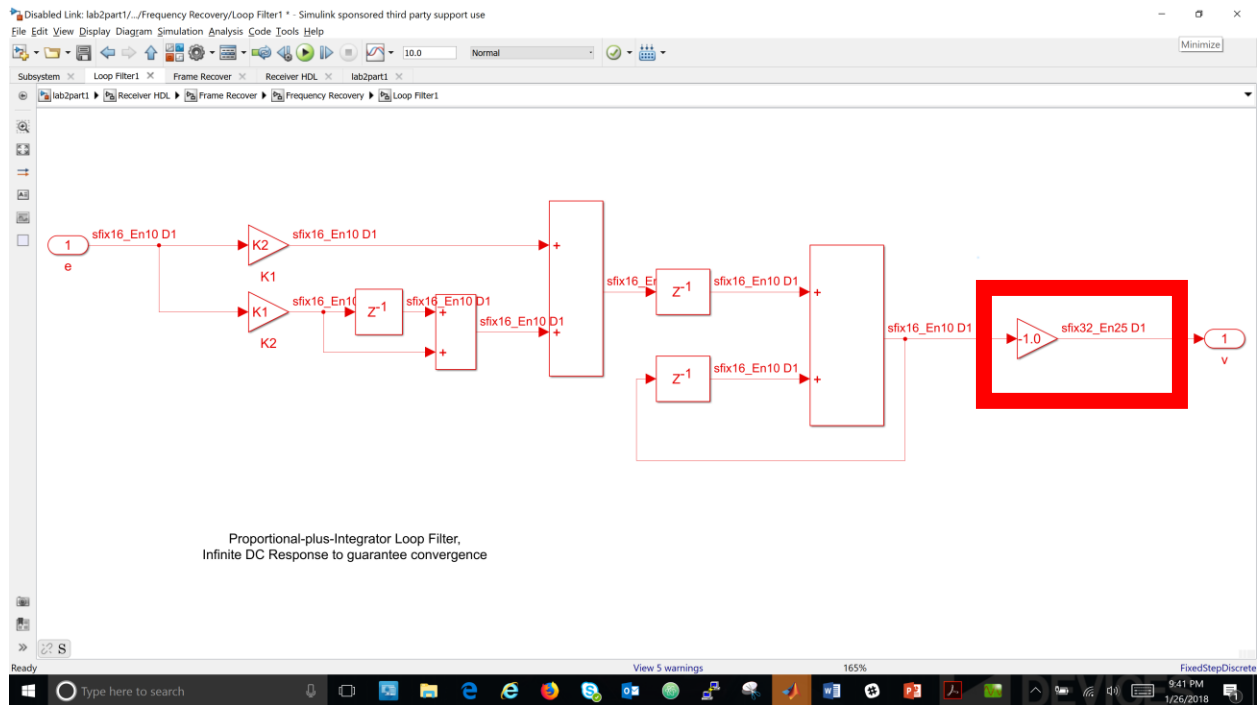 Disabled Link: lab2part1/.../Frequency Recovery/Loop Filter1 * - Simulink sponsored third party support use
File Edit View Display Diagram Simulation Analysis Code Tools Help
10.0 Normal
Minimize
Subsystem Loop Filter1 Frame Recover Receiver HDL lab2part1
lab2part1 Receiver HDL Frame Recover Frequency Recovery Loop Filter1
1
e
sfix16_En10 D1
K2
K1
sfix16_En10 D1
K1
K2
sfix16_En10
Z-1
sfix16_En10 D1
+
+
sfix16_En10 D1
+
+
sfix16_En
Z-1
sfix16_En10 D1
Z-1
sfix16_En10 D1
+
+
sfix16_En10 D1
-1.0
sfix32_En25 D1
1
v
Proportional-plus-Integrator Loop Filter,
Infinite DC Response to guarantee convergence
Ready View 5 warnings 165% FixedStepDiscrete
Type here to search
9:41 PM
1/26/2018
DEVICES